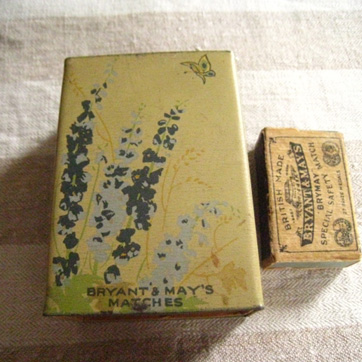 BRYANT & MAY'S
MATCHES
BRITISH MADE
BRYANT & MAY'S
BRYMAY MATCH
SPECIAL SAFETY